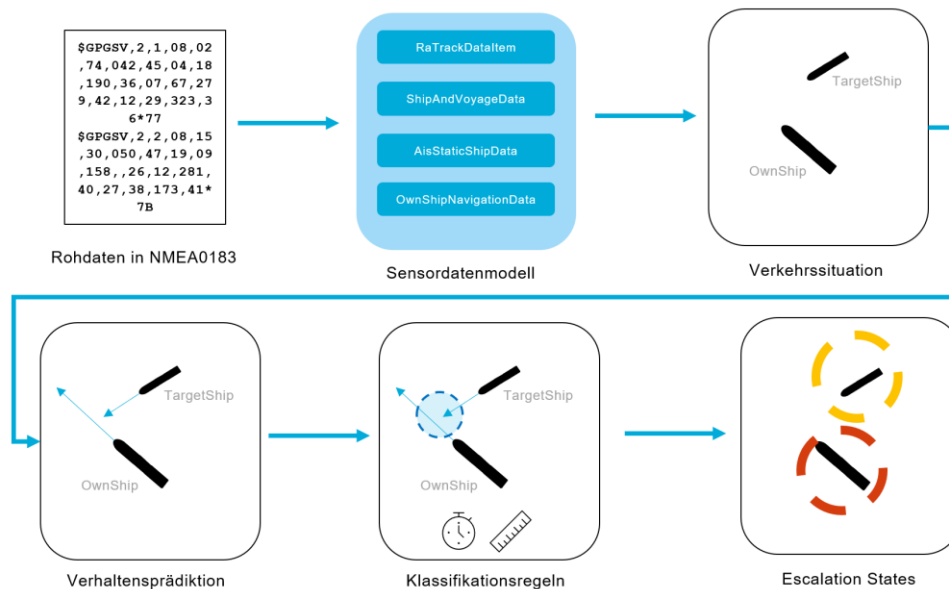 $GPGSV,2,1,08,02
,74,042,45,04,18
,190,36,07,67,27
9,42,12,29,323,3
6*77
$GPGSV,2,2,08,15
,30,050,47,19,09
,158,,26,12,281,
40,27,38,173,41*
7B
Rohdaten in NMEA0183
RaTrackDataItem
ShipAndVoyageData
AisStaticShipData
OwnShipNavigationData
Sensordatenmodell
TargetShip
OwnShip
Verkehrssituation
TargetShip
OwnShip
Verhaltensprädiktion
TargetShip
OwnShip
Klassifikationsregeln
Escalation States